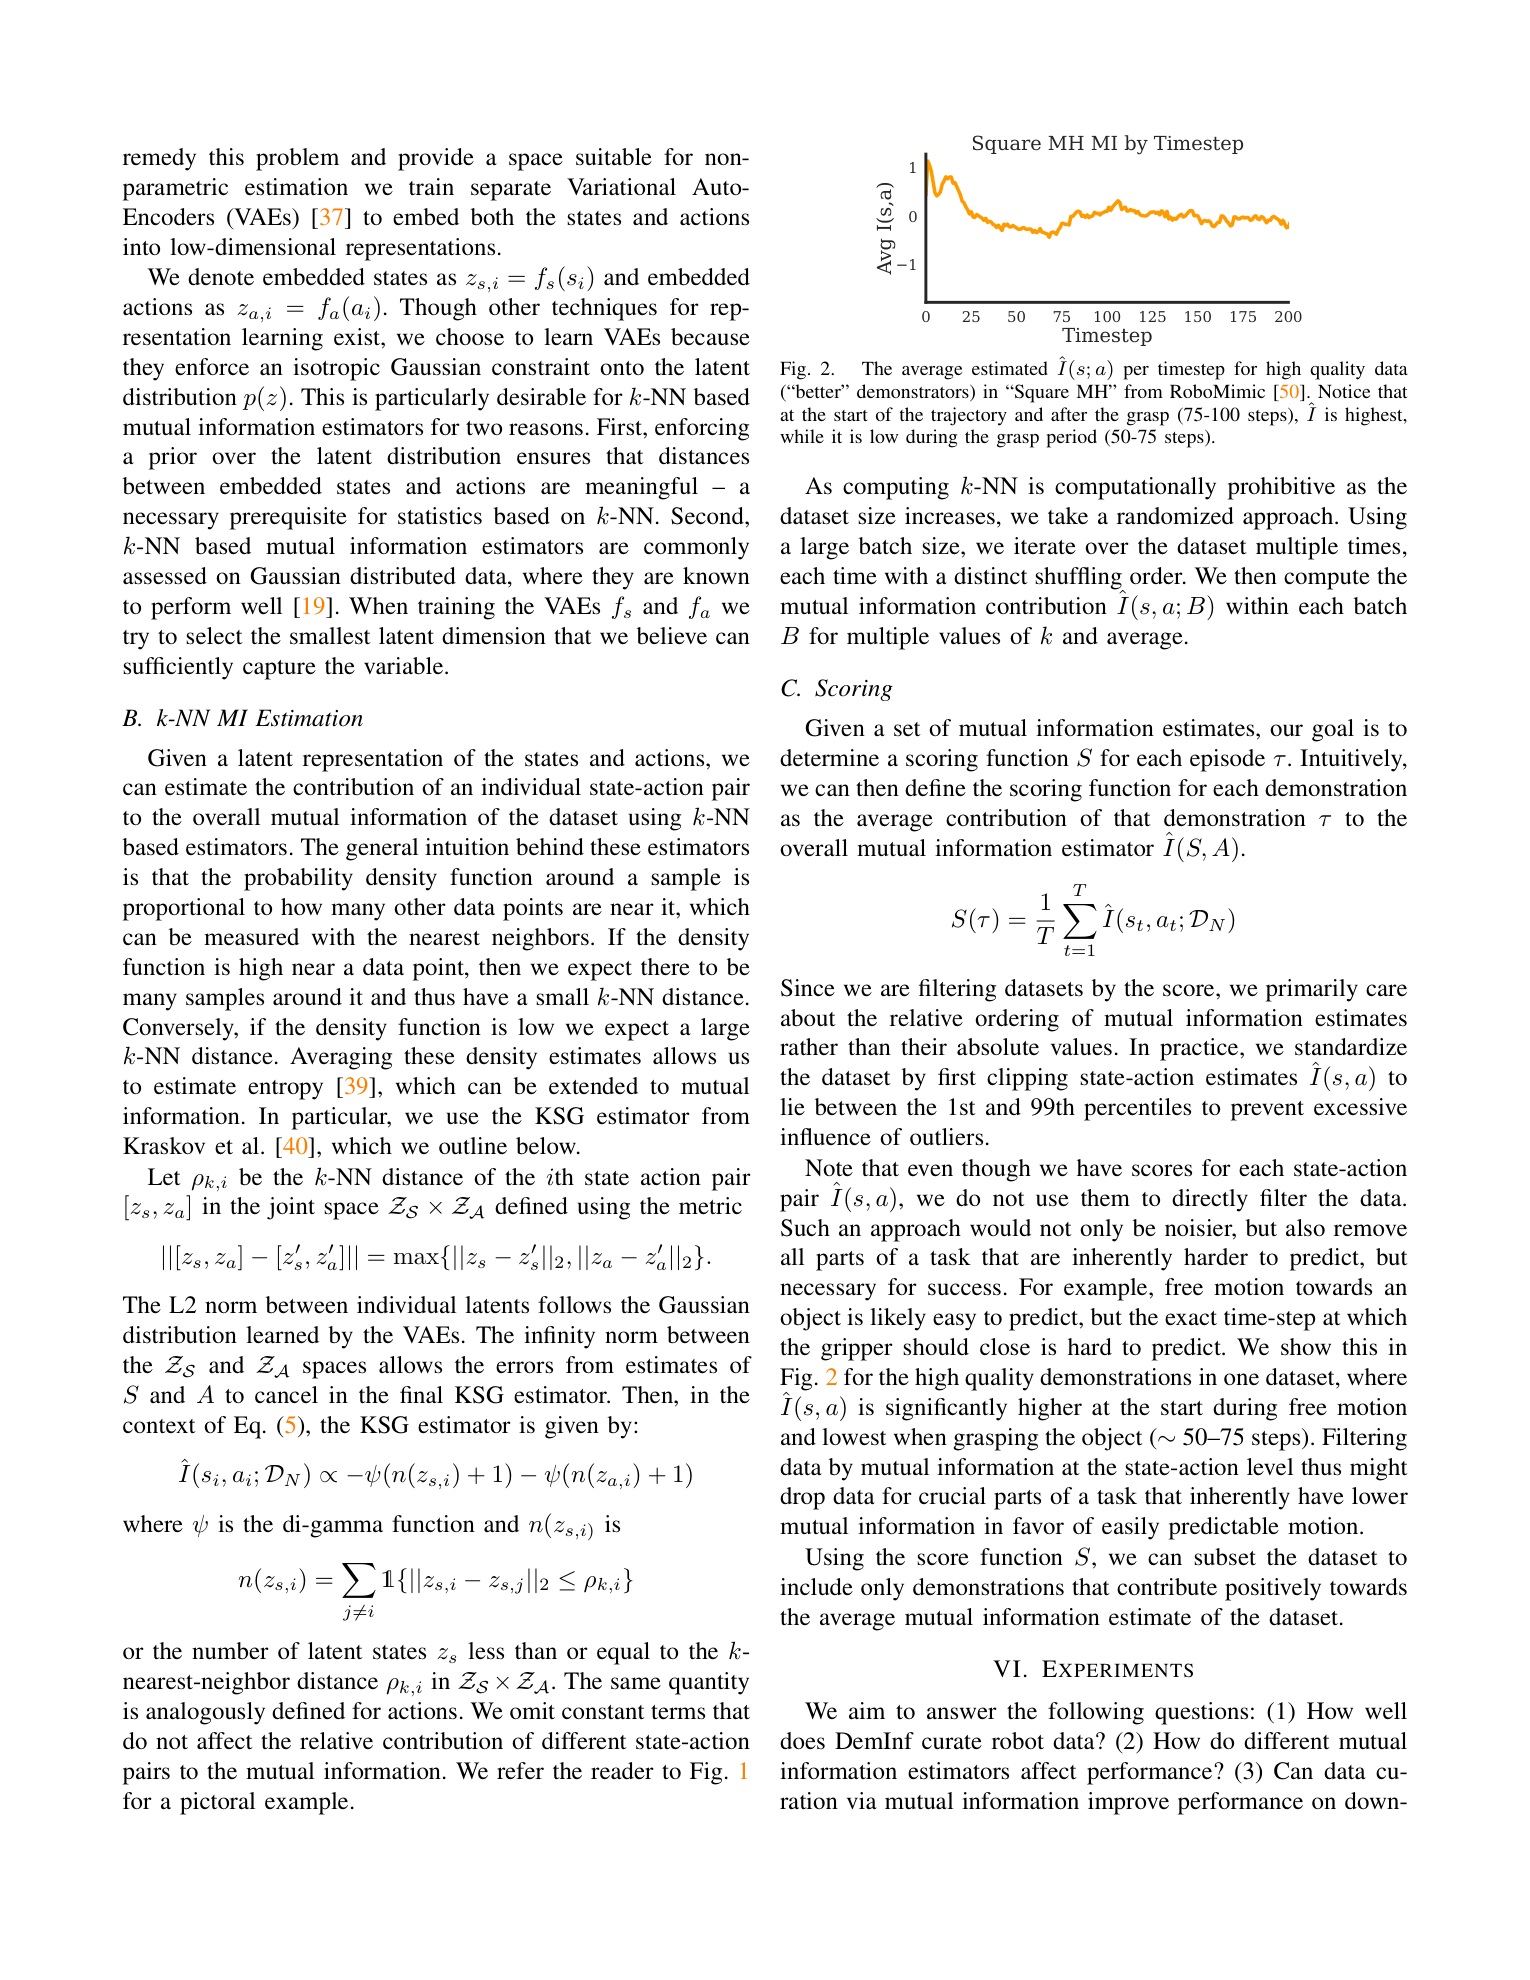 remedy this problem and provide a space suitable for non-
parametric estimation we train separate Variational Auto-
Encoders (VAEs) [37] to embed both the states and actions
into low-dimensional representations.
We denote embedded states as z_{s,i} = f_s(s_i) and embedded
actions as z_{a,i} = f_a(a_i). Though other techniques for rep-
resentation learning exist, we choose to learn VAEs because
they enforce an isotropic Gaussian constraint onto the latent
distribution p(z). This is particularly desirable for k-NN based
mutual information estimators for two reasons. First, enforcing
a prior over the latent distribution ensures that distances
between embedded states and actions are meaningful – a
necessary prerequisite for statistics based on k-NN. Second,
k-NN based mutual information estimators are commonly
assessed on Gaussian distributed data, where they are known
to perform well [19]. When training the VAEs f_s and f_a we
try to select the smallest latent dimension that we believe can
sufficiently capture the variable.
B. k-NN MI Estimation
Given a latent representation of the states and actions, we
can estimate the contribution of an individual state-action pair
to the overall mutual information of the dataset using k-NN
based estimators. The general intuition behind these estimators
is that the probability density function around a sample is
proportional to how many other data points are near it, which
can be measured with the nearest neighbors. If the density
function is high near a data point, then we expect there to be
many samples around it and thus have a small k-NN distance.
Conversely, if the density function is low we expect a large
k-NN distance. Averaging these density estimates allows us
to estimate entropy [39], which can be extended to mutual
information. In particular, we use the KSG estimator from
Kraskov et al. [40], which we outline below.
Let ρ_{k,i} be the k-NN distance of the ith state action pair
[z_s, z_a] in the joint space Z_S × Z_A defined using the metric
||[z_s, z_a] − [z′_s, z′_a]|| = max{||z_s − z′_s||_2, ||z_a − z′_a||_2}.
The L2 norm between individual latents follows the Gaussian
distribution learned by the VAEs. The infinity norm between
the Z_S and Z_A spaces allows the errors from estimates of
S and A to cancel in the final KSG estimator. Then, in the
context of Eq. (5), the KSG estimator is given by:
Î(s_i, a_i; D_N) ∝ −ψ(n(z_{s,i}) + 1) − ψ(n(z_{a,i}) + 1)
where ψ is the di-gamma function and n(z_{s,i)} is
n(z_{s,i}) = ∑_{j≠i} 𝟙{||z_{s,i} − z_{s,j}||_2 ≤ ρ_{k,i}}
or the number of latent states z_s less than or equal to the k-
nearest-neighbor distance ρ_{k,i} in Z_S × Z_A. The same quantity
is analogously defined for actions. We omit constant terms that
do not affect the relative contribution of different state-action
pairs to the mutual information. We refer the reader to Fig. 1
for a pictoral example.
Square MH MI by Timestep
Avg I(s,a)
1
0
−1
0 25 50 75 100 125 150 175 200
Timestep
Fig. 2. The average estimated Î(s; a) per timestep for high quality data
(“better” demonstrators) in “Square MH” from RoboMimic [50]. Notice that
at the start of the trajectory and after the grasp (75-100 steps), Î is highest,
while it is low during the grasp period (50-75 steps).
As computing k-NN is computationally prohibitive as the
dataset size increases, we take a randomized approach. Using
a large batch size, we iterate over the dataset multiple times,
each time with a distinct shuffling order. We then compute the
mutual information contribution Î(s, a; B) within each batch
B for multiple values of k and average.
C. Scoring
Given a set of mutual information estimates, our goal is to
determine a scoring function S for each episode τ. Intuitively,
we can then define the scoring function for each demonstration
as the average contribution of that demonstration τ to the
overall mutual information estimator Î(S, A).
S(τ) = 1/T ∑_{t=1}^{T} Î(s_t, a_t; D_N)
Since we are filtering datasets by the score, we primarily care
about the relative ordering of mutual information estimates
rather than their absolute values. In practice, we standardize
the dataset by first clipping state-action estimates Î(s, a) to
lie between the 1st and 99th percentiles to prevent excessive
influence of outliers.
Note that even though we have scores for each state-action
pair Î(s, a), we do not use them to directly filter the data.
Such an approach would not only be noisier, but also remove
all parts of a task that are inherently harder to predict, but
necessary for success. For example, free motion towards an
object is likely easy to predict, but the exact time-step at which
the gripper should close is hard to predict. We show this in
Fig. 2 for the high quality demonstrations in one dataset, where
Î(s, a) is significantly higher at the start during free motion
and lowest when grasping the object (∼ 50–75 steps). Filtering
data by mutual information at the state-action level thus might
drop data for crucial parts of a task that inherently have lower
mutual information in favor of easily predictable motion.
Using the score function S, we can subset the dataset to
include only demonstrations that contribute positively towards
the average mutual information estimate of the dataset.
VI. EXPERIMENTS
We aim to answer the following questions: (1) How well
does DemInf curate robot data? (2) How do different mutual
information estimators affect performance? (3) Can data cu-
ration via mutual information improve performance on down-